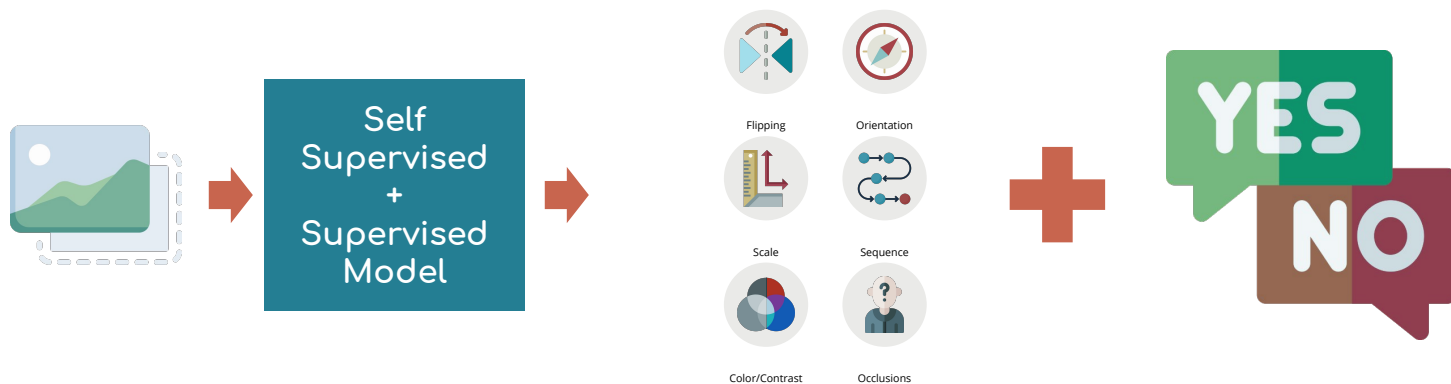 Self
Supervised
+
Supervised
Model
Flipping
Orientation
Scale
Sequence
?
Color/Contrast
Occlusions
YES
NO